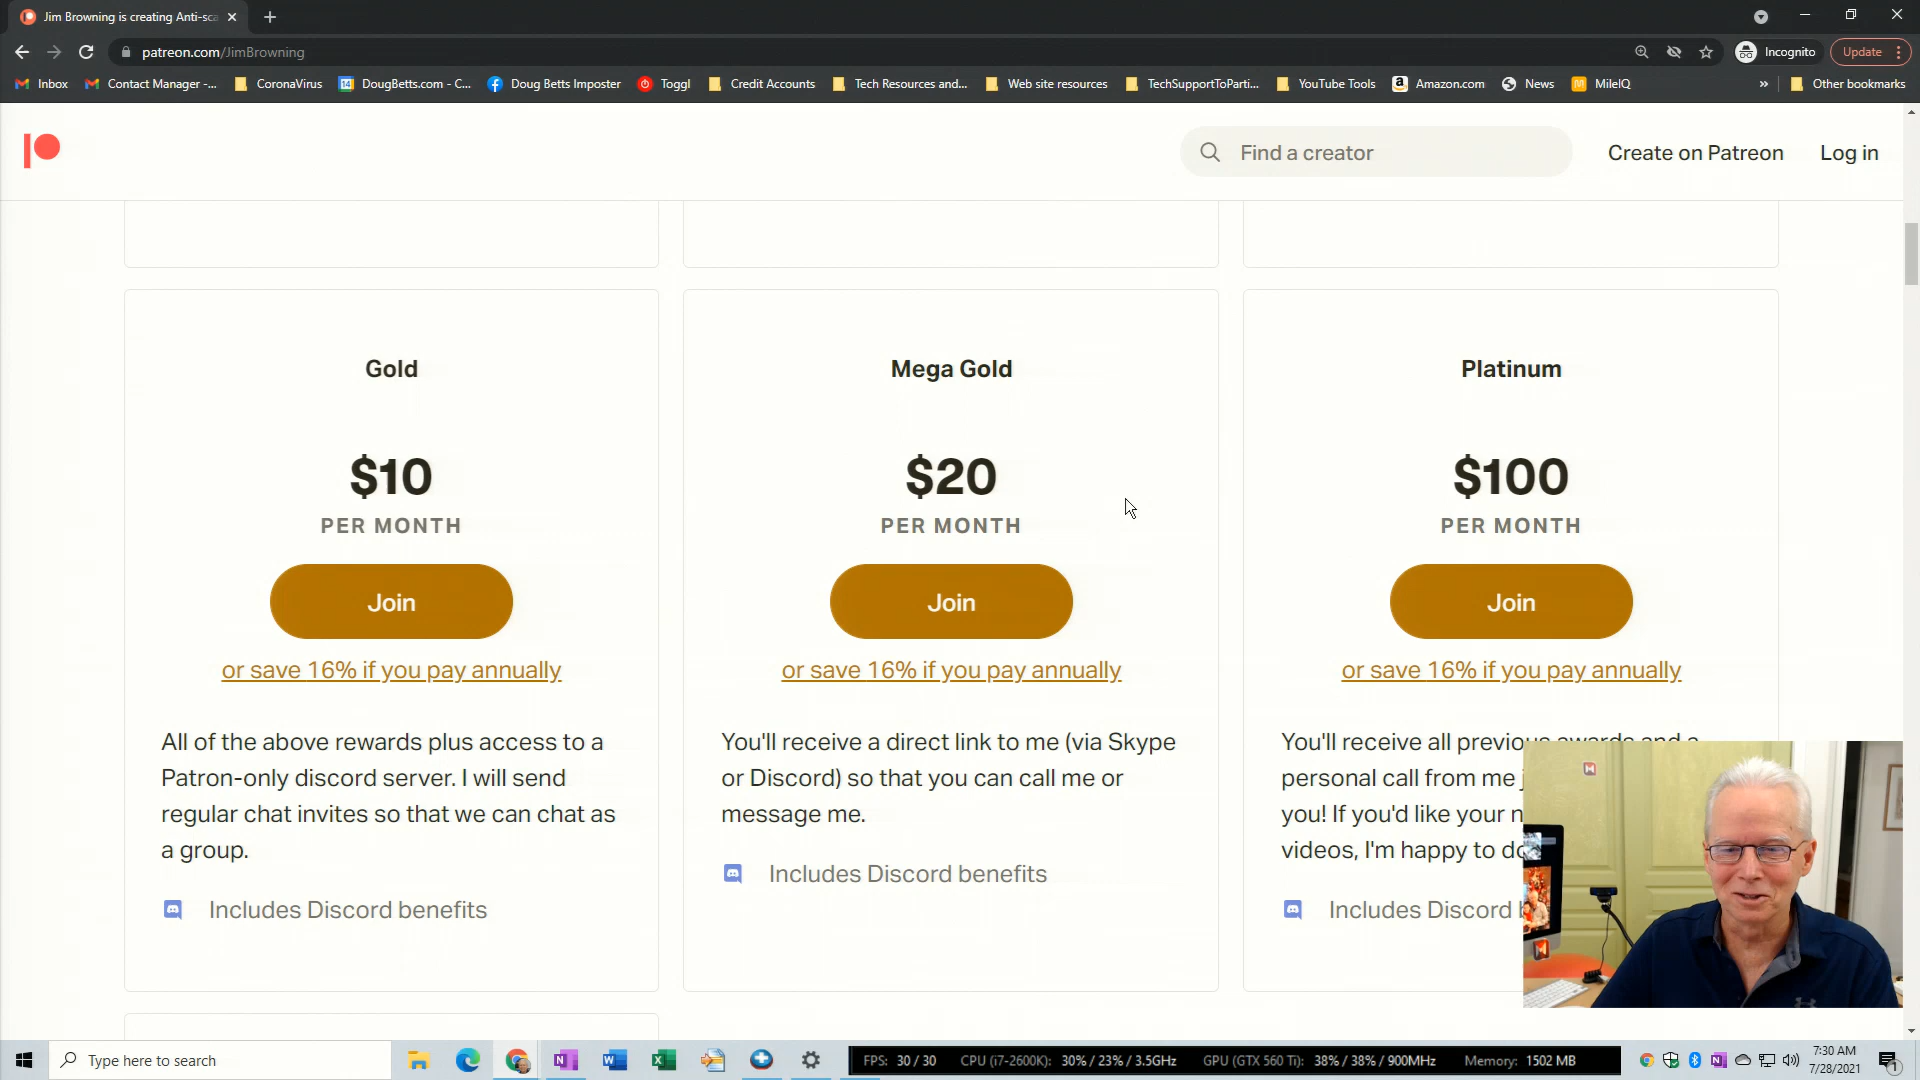 Jim Browning is creating Anti-sca
patreon.com/JimBrowning
Incognito
Update
Inbox
Contact Manager -...
CoronaVirus
DougBetts.com - C...
Doug Betts Imposter
Toggl
Credit Accounts
Tech Resources and...
Web site resources
TechSupportToParti...
YouTube Tools
Amazon.com
News
MileIQ
»
Other bookmarks
Find a creator
Create on Patreon
Log in
Gold
$10
PER MONTH
Join
or save 16% if you pay annually
All of the above rewards plus access to a
Patron-only discord server. I will send
regular chat invites so that we can chat as
a group.
Includes Discord benefits
Mega Gold
$20
PER MONTH
Join
or save 16% if you pay annually
You'll receive a direct link to me (via Skype
or Discord) so that you can call me or
message me.
Includes Discord benefits
Platinum
$100
PER MONTH
Join
or save 16% if you pay annually
You'll receive all previous awards and a
personal call from me
you! If you'd like your
videos, I'm happy to
Includes Discord
Type here to search
FPS: 30 / 30
CPU (i7-2600K): 30% / 23% / 3.5GHz
GPU (GTX 560 Ti): 38% / 38% / 900MHz
Memory: 1502 MB
7:30 AM
7/28/2021